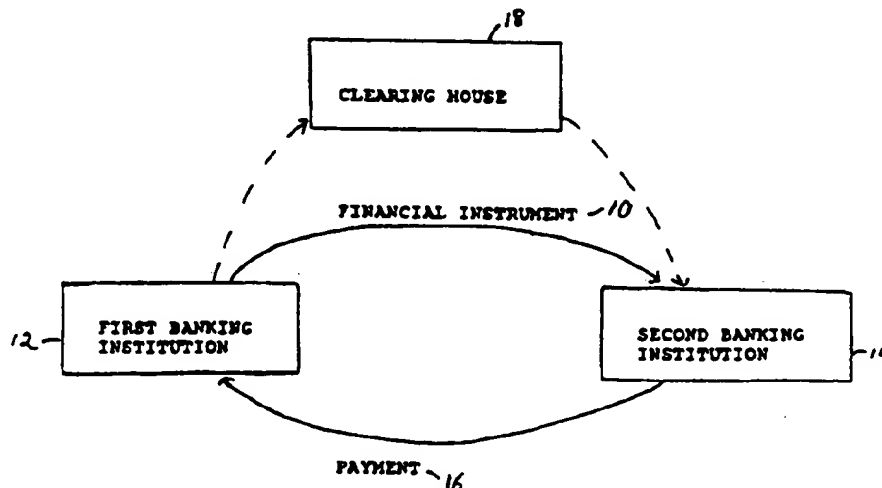 18
CLEARING HOUSE
FINANCIAL INSTRUMENT 10
12
FIRST BANKING
INSTITUTION
SECOND BANKING
INSTITUTION
PAYMENT 16